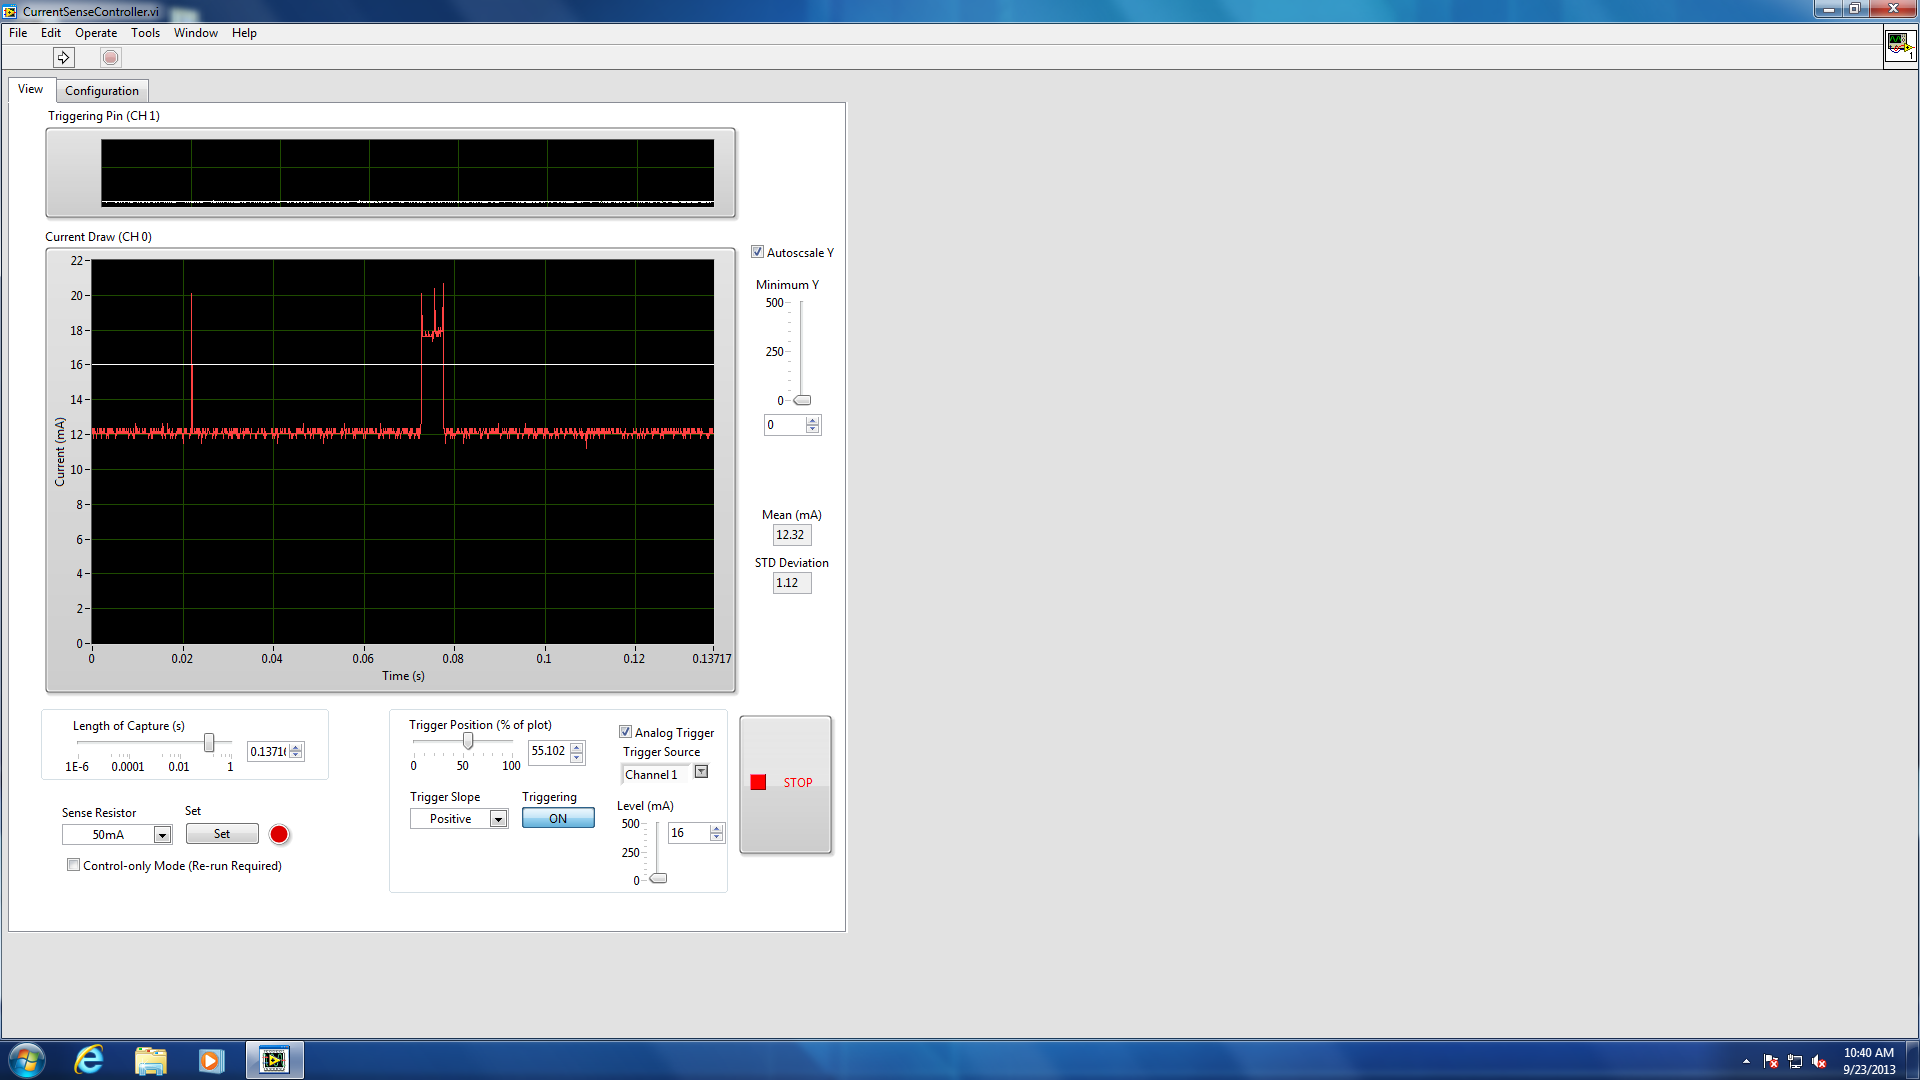 CurrentSenseController.vi
File Edit Operate Tools Window Help
1
View Configuration
Triggering Pin (CH 1)
Current Draw (CH 0)
22
20
18
16
14
12
10
8
6
4
2
0
Current (mA)
0 0.02 0.04 0.06 0.08 0.1 0.12 0.13717
Time (s)
Autoscsale Y
Minimum Y
500
250
0
0
Mean (mA)
12.32
STD Deviation
1.12
Length of Capture (s)
1E-6 0.0001 0.01 1
0.1371
Sense Resistor
50mA
Set
Set
Control-only Mode (Re-run Required)
Trigger Position (% of plot)
0 50 100
55.102
Trigger Slope
Positive
Triggering
ON
Analog Trigger
Trigger Source
Channel 1
Level (mA)
500
250
0
16
STOP
10:40 AM
9/23/2013